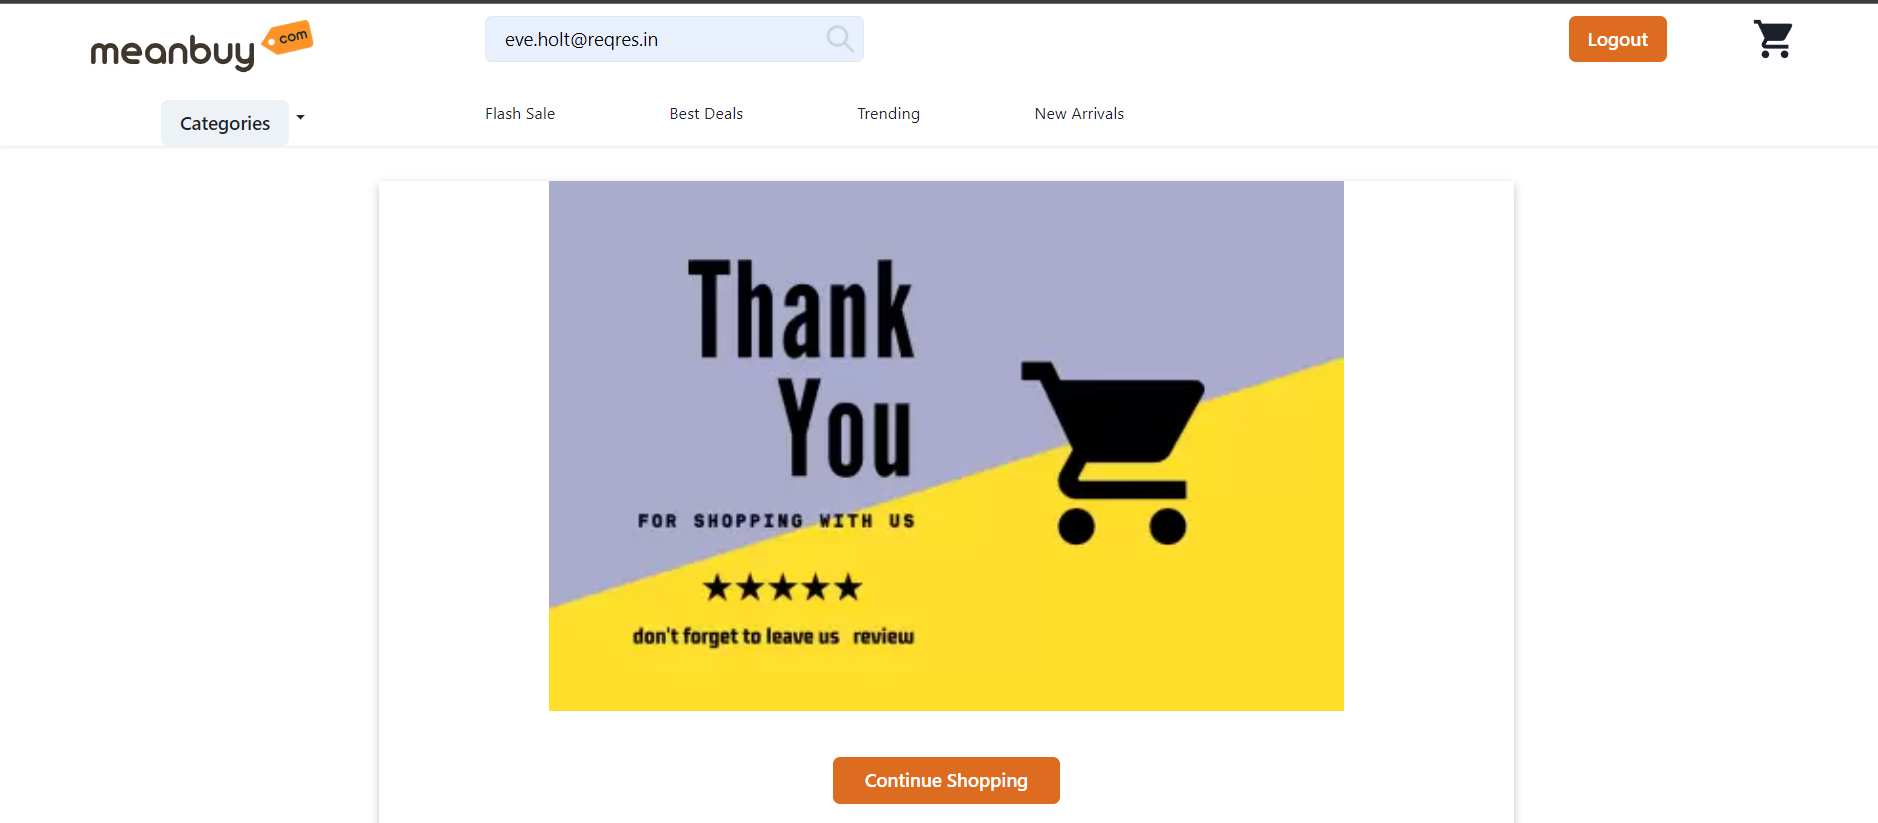 meanbuy com
eve.holt@reqres.in
Logout
Categories
Flash Sale
Best Deals
Trending
New Arrivals
Thank
You
FOR SHOPPING WITH US
★★★★★
don't forget to leave us review
Continue Shopping